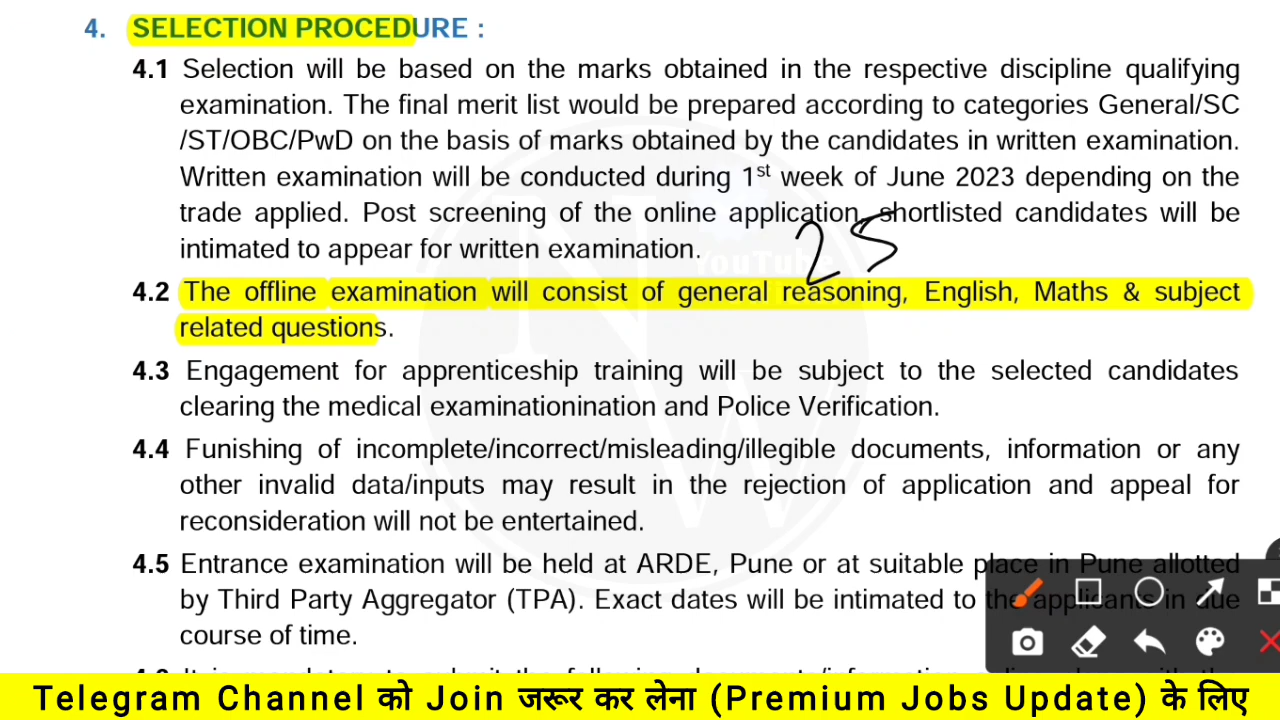 4. SELECTION PROCEDURE :
4.1 Selection will be based on the marks obtained in the respective discipline qualifying
examination. The final merit list would be prepared according to categories General/SC
/ST/OBC/PwD on the basis of marks obtained by the candidates in written examination.
Written examination will be conducted during 1st week of June 2023 depending on the
trade applied. Post screening of the online application, shortlisted candidates will be
intimated to appear for written examination.
25
YouTube
4.2 The offline examination will consist of general reasoning, English, Maths & subject
related questions.
4.3 Engagement for apprenticeship training will be subject to the selected candidates
clearing the medical examinationination and Police Verification.
4.4 Funishing of incomplete/incorrect/misleading/illegible documents, information or any
other invalid data/inputs may result in the rejection of application and appeal for
reconsideration will not be entertained.
4.5 Entrance examination will be held at ARDE, Pune or at suitable place in Pune allotted
by Third Party Aggregator (TPA). Exact dates will be intimated to the applicants in due
course of time.
Telegram Channel को Join जरूर कर लेना (Premium Jobs Update) के लिए